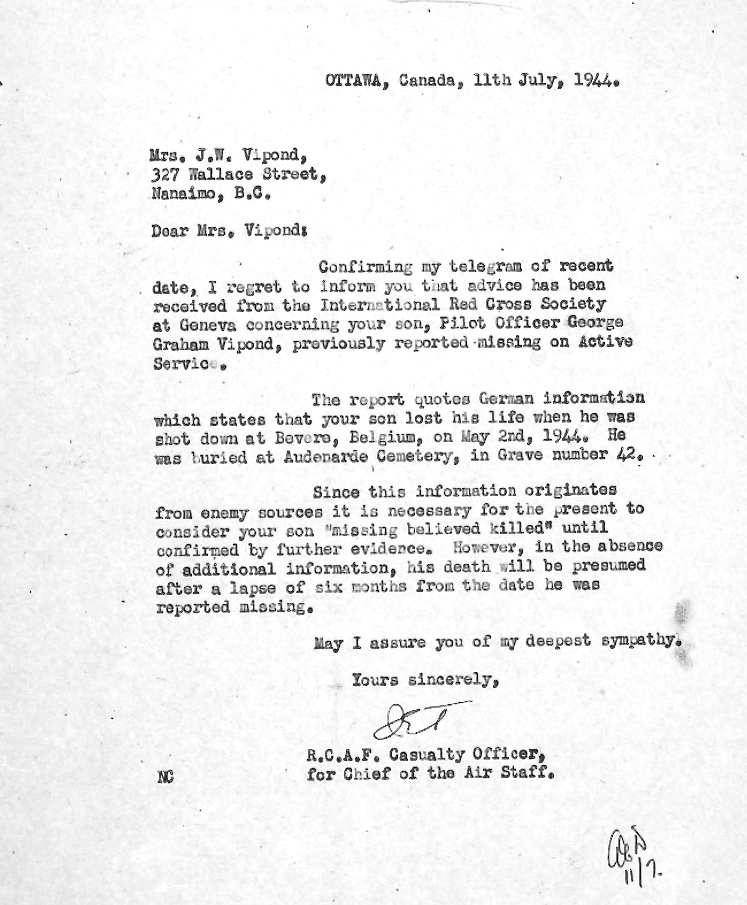 OTTAWA, Canada, 11th July, 1944.
Mrs. J.W. Vipond,
327 Wallace Street,
Nanaimo, B.C.
Dear Mrs. Vipond:
Confirming my telegram of recent
date, I regret to inform you that advice has been
received from the International Red Cross Society
at Geneva concerning your son, Pilot Officer George
Graham Vipond, previously reported missing on Active
Service.
The report quotes German information
which states that your son lost his life when he was
shot down at Bevere, Belgium, on May 2nd, 1944. He
was buried at Audenarde Cemetery, in Grave number 42.
Since this information originates
from enemy sources it is necessary for the present to
consider your son "missing believed killed" until
confirmed by further evidence. However, in the absence
of additional information, his death will be presumed
after a lapse of six months from the date he was
reported missing.
May I assure you of my deepest sympathy.
Yours sincerely,
R.C.A.F. Casualty Officer,
for Chief of the Air Staff.
NC
11/7.